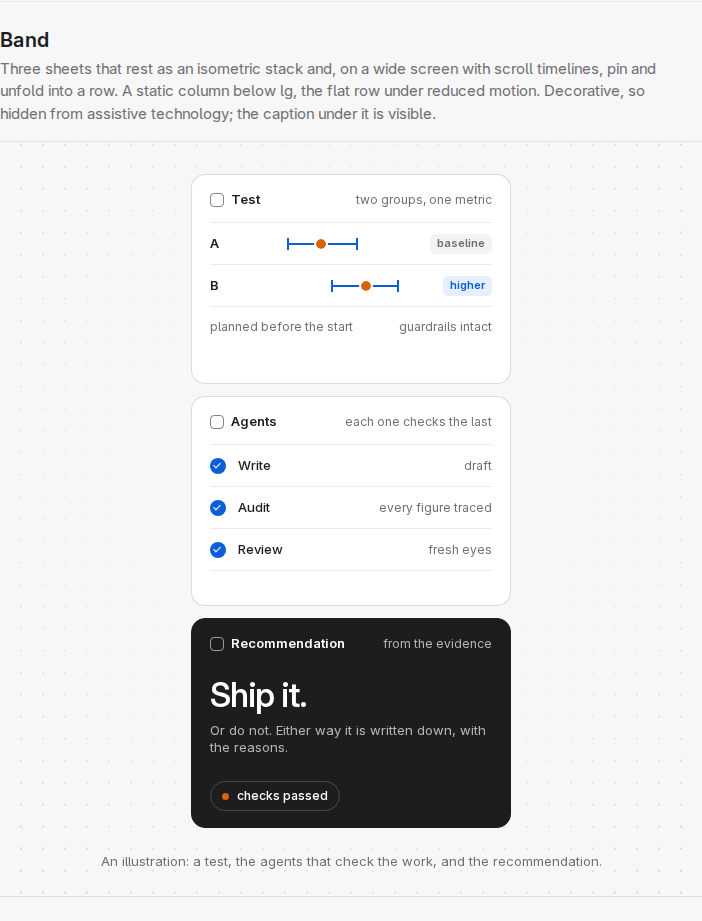 Band
Three sheets that rest as an isometric stack and, on a wide screen with scroll timelines, pin and
unfold into a row. A static column below lg, the flat row under reduced motion. Decorative, so
hidden from assistive technology; the caption under it is visible.
Test two groups, one metric
A baseline
B higher
planned before the start guardrails intact
Agents each one checks the last
Write draft
Audit every figure traced
Review fresh eyes
Recommendation from the evidence
Ship it.
Or do not. Either way it is written down, with
the reasons.
checks passed
An illustration: a test, the agents that check the work, and the recommendation.